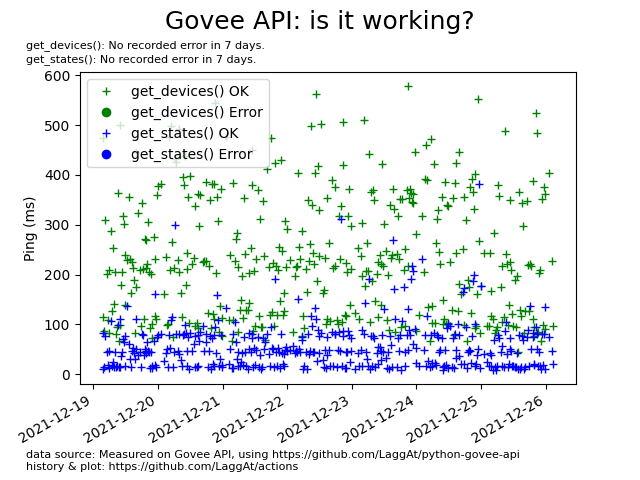 Govee API: is it working?
get_devices(): No recorded error in 7 days.
get_states(): No recorded error in 7 days.
600
500
400
300
200
100
0
Ping (ms)
get_devices() OK
get_devices() Error
get_states() OK
get_states() Error
2021-12-19
2021-12-20
2021-12-21
2021-12-22
2021-12-23
2021-12-24
2021-12-25
2021-12-26
data source: Measured on Govee API, using https://github.com/LaggAt/python-govee-api
history & plot: https://github.com/LaggAt/actions